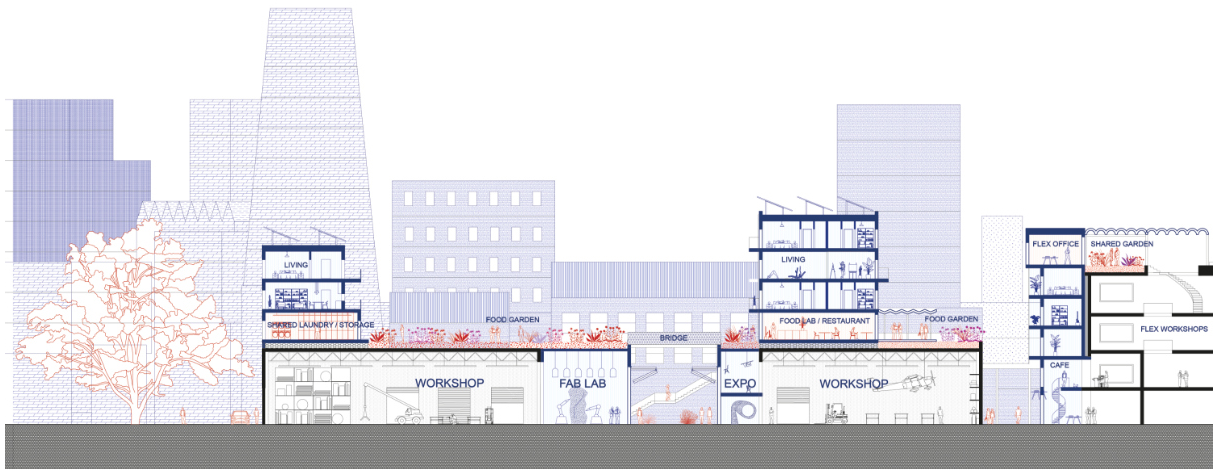 FLEX OFFICE
SHARED GARDEN
LIVING
LIVING
SHARED LAUNDRY / STORAGE
FOOD GARDEN
FOOD LAB / RESTAURANT
FOOD GARDEN
BRIDGE
FLEX WORKSHOPS
CAFE
WORKSHOP
FAB LAB
EXPO
WORKSHOP